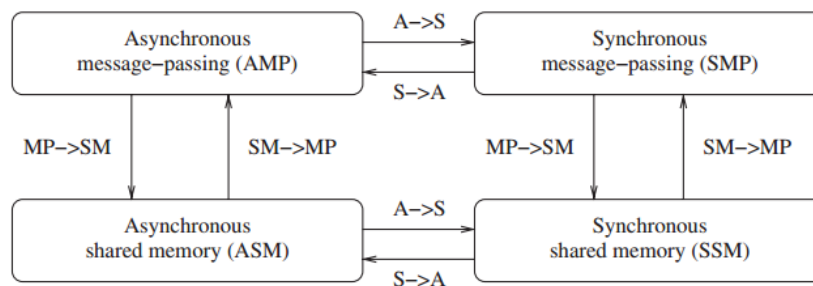 Asynchronous
message−passing (AMP)
A−>S
S−>A
Synchronous
message−passing (SMP)
MP−>SM
SM−>MP
MP−>SM
SM−>MP
Asynchronous
shared memory (ASM)
A−>S
S−>A
Synchronous
shared memory (SSM)